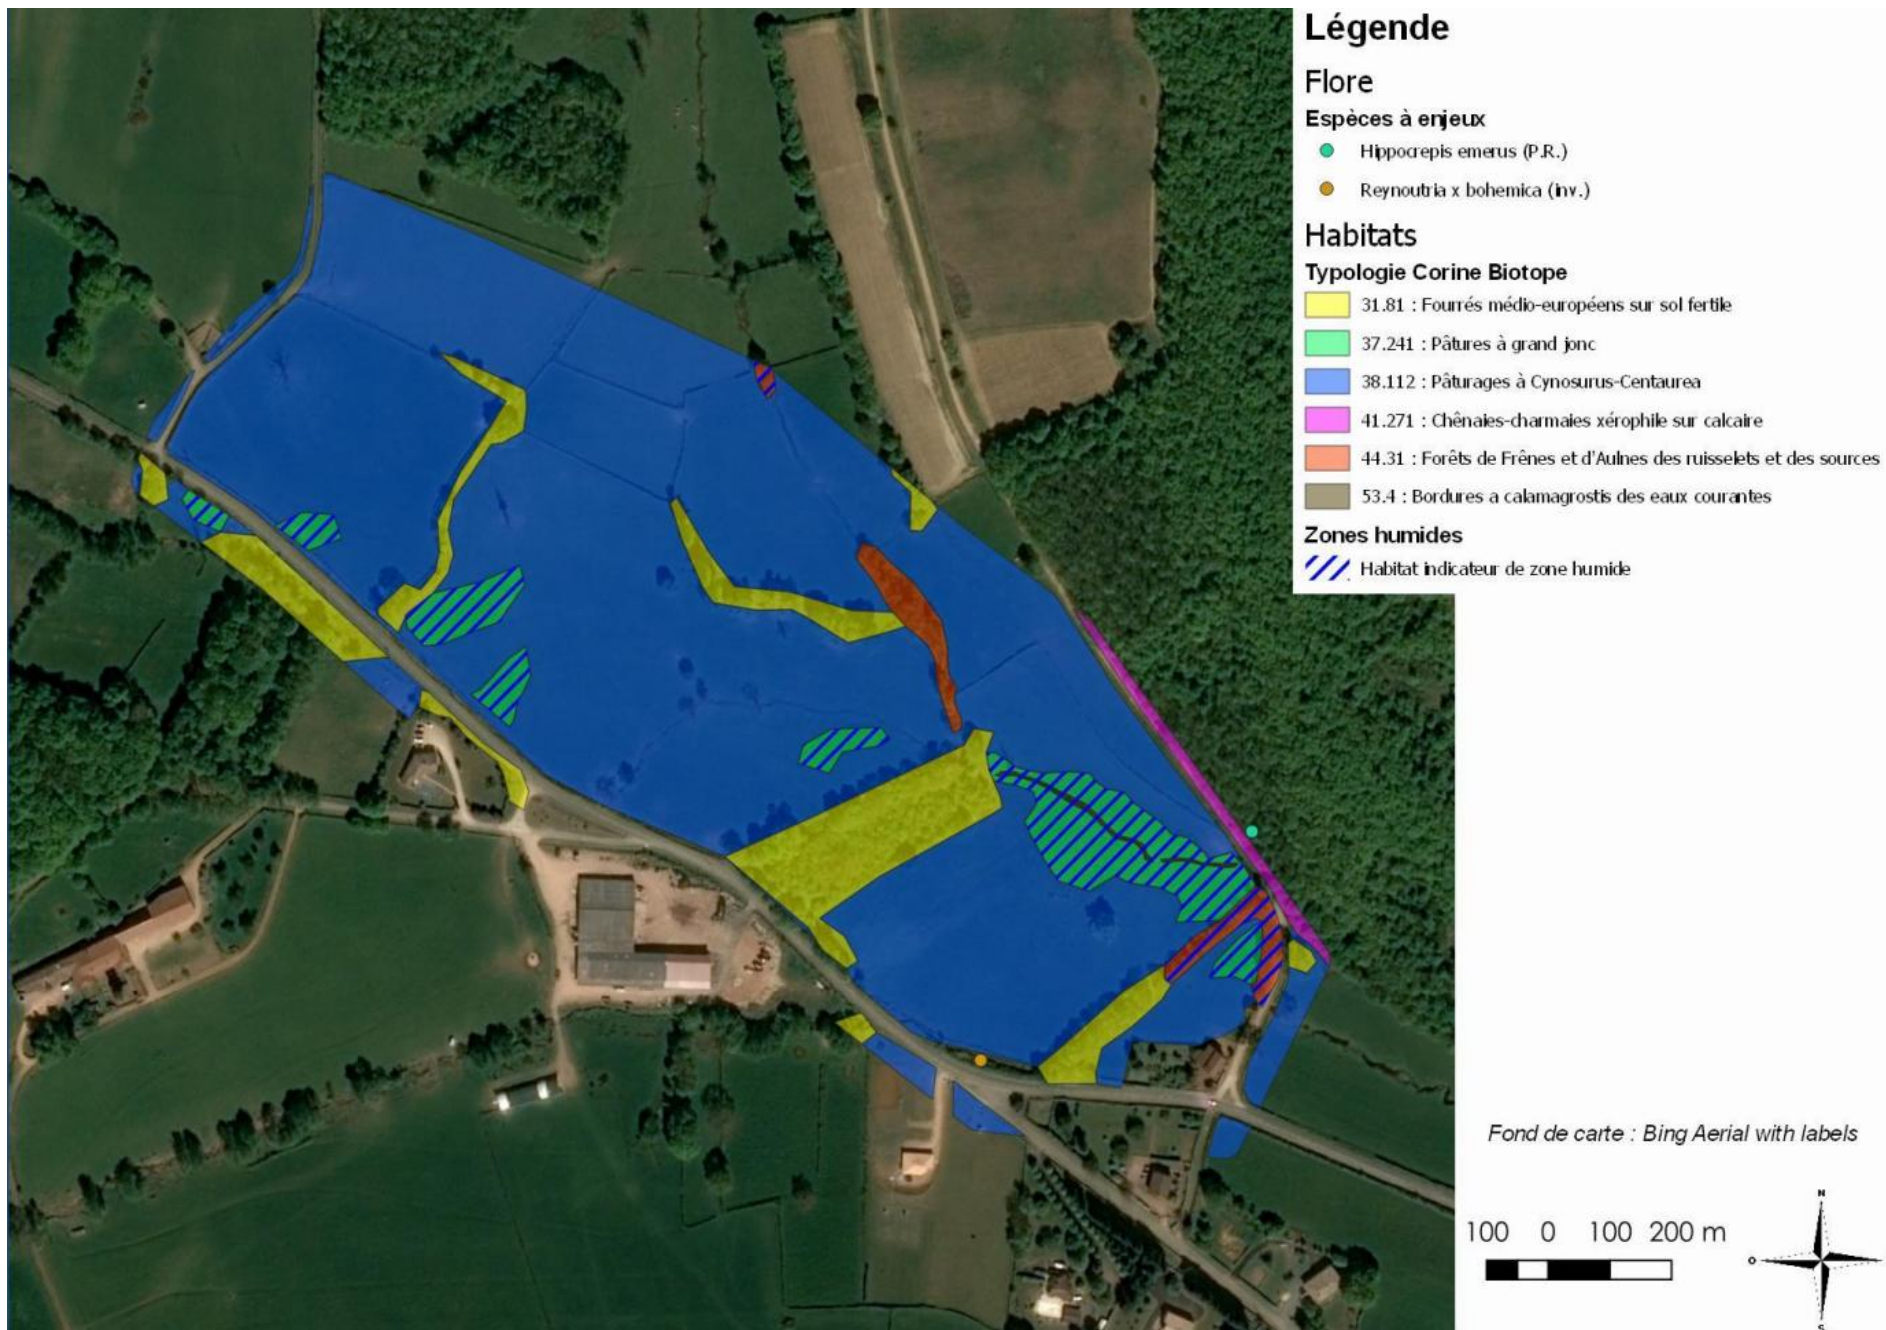 Légende
Flore
Espèces à enjeux
Hippocrepis emerus (P.R.)
Reynoutria x bohemica (inv.)
Habitats
Typologie Corine Biotope
31.81 : Fourrés médio-européens sur sol fertile
37.241 : Pâtures à grand jonc
38.112 : Pâturages à Cynosurus-Centaurea
41.271 : Chênaies-charmaies xérophile sur calcaire
44.31 : Forêts de Frênes et d'Aulnes des ruisselets et des sources
53.4 : Bordures a calamagrostis des eaux courantes
Zones humides
Habitat indicateur de zone humide
Fond de carte : Bing Aerial with labels
100 0 100 200 m
N
O
S